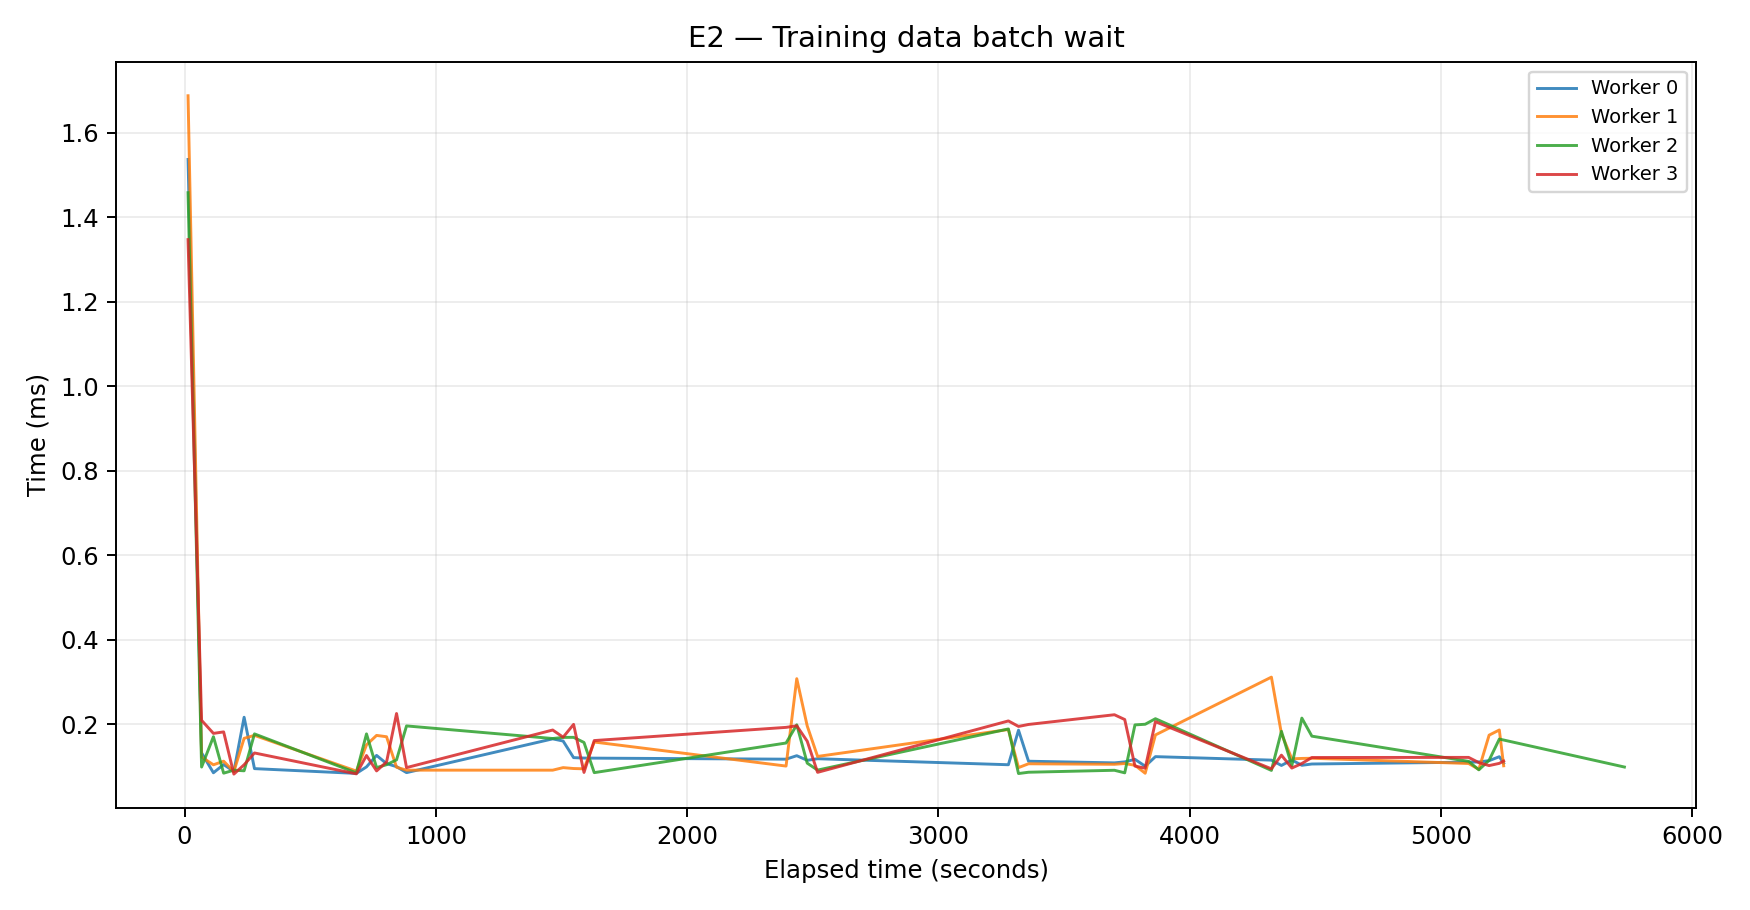 E2 — Training data batch wait
Worker 0
Worker 1
Worker 2
Worker 3
Time (ms)
1.6
1.4
1.2
1.0
0.8
0.6
0.4
0.2
0 1000 2000 3000 4000 5000 6000
Elapsed time (seconds)